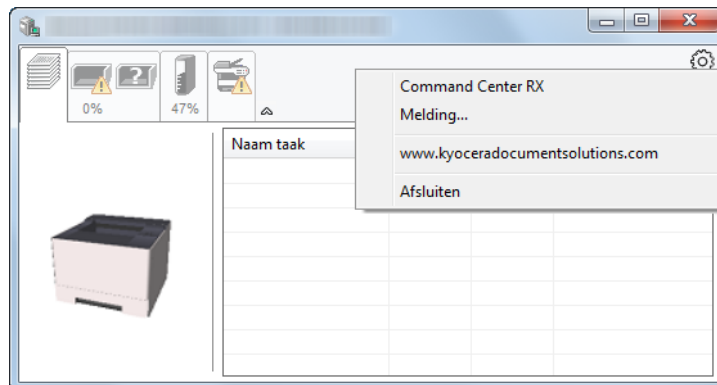 0%
47%
Naam taak
Command Center RX
Melding...
www.kyoceradocumentsolutions.com
Afsluiten